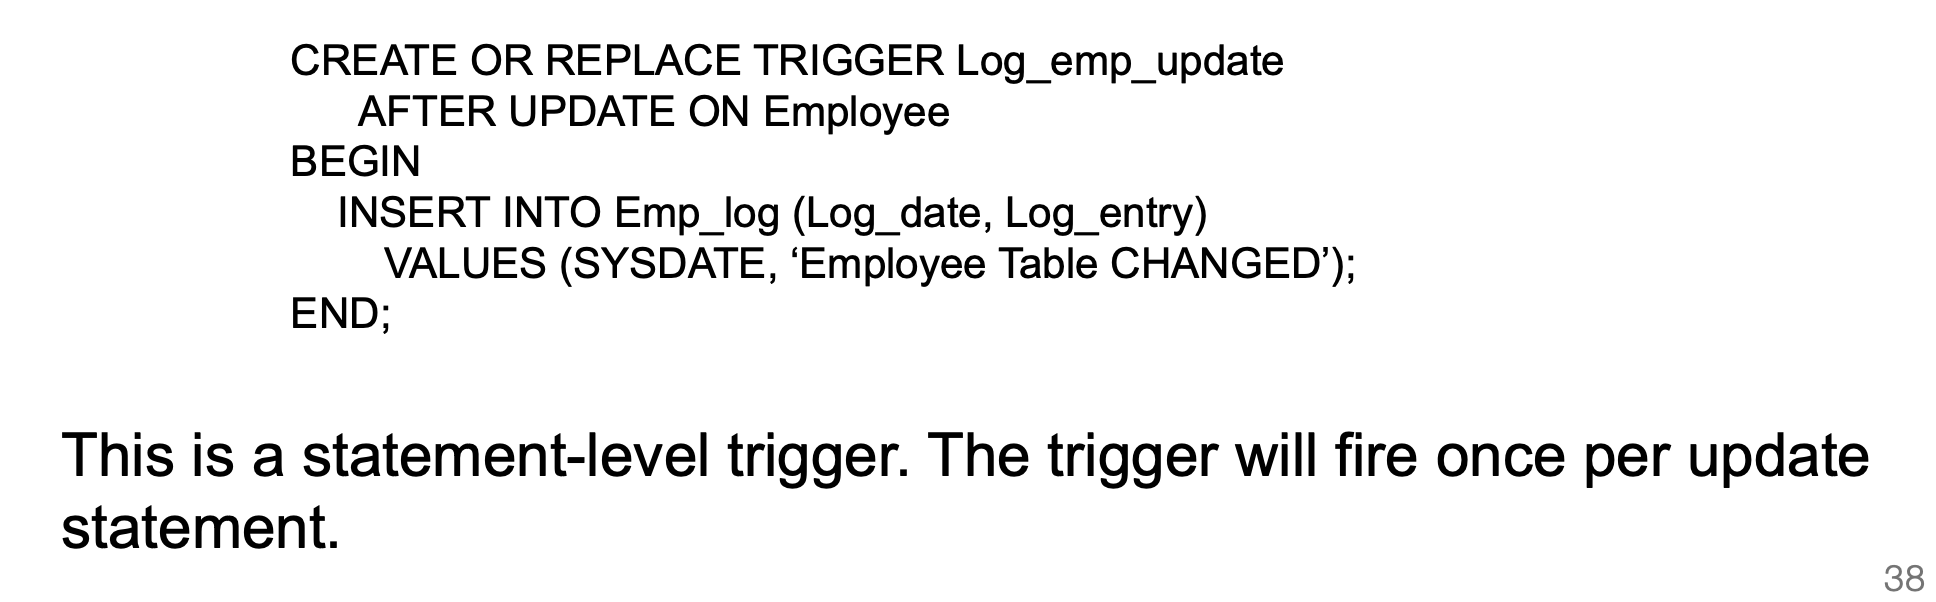 CREATE OR REPLACE TRIGGER Log_emp_update
AFTER UPDATE ON Employee
BEGIN
INSERT INTO Emp_log (Log_date, Log_entry)
VALUES (SYSDATE, ‘Employee Table CHANGED’);
END;
This is a statement-level trigger. The trigger will fire once per update
statement.
38